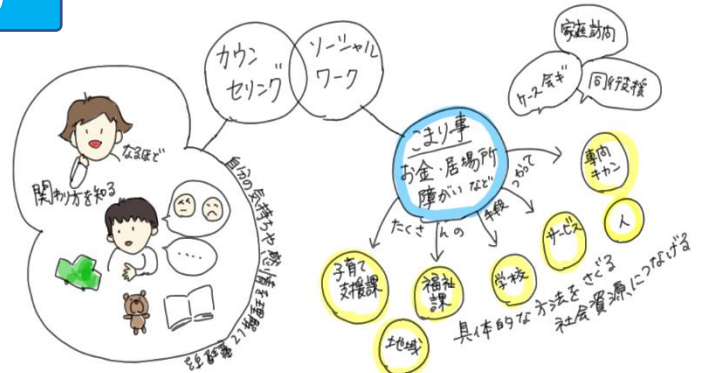 カウン
セリング
ソーシャル
ワーク
家庭訪問
ケース会ギ
同行支援
なるほど
関わり方を知る
自分の気持ちや感情を理解して
こまり事
お金・居場所
障がいなど
たくさんの
手段
つかって
専門
キカン
人
サービス
学校
福祉
課
子育て
支援課
地域
具体的な方法をさぐる
社会資源につなげる